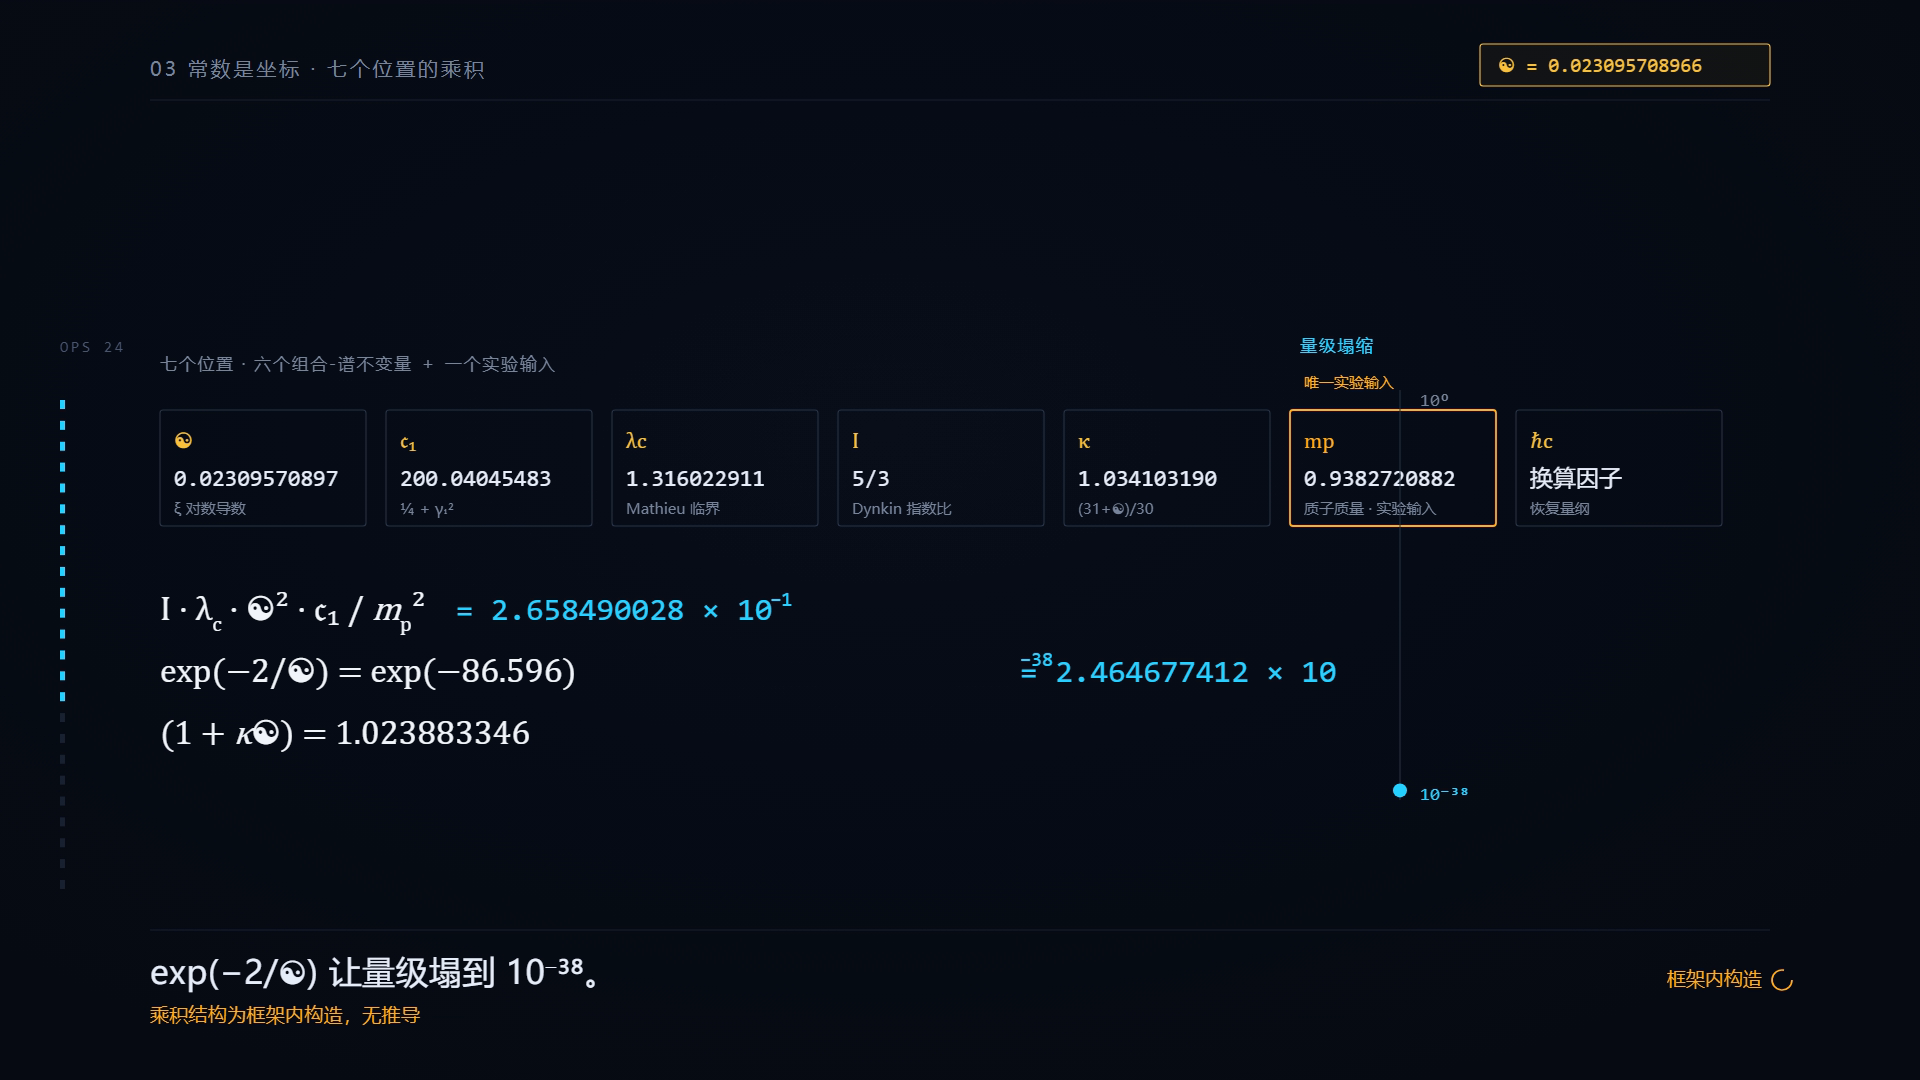 03 常数是坐标 · 七个位置的乘积
☯ = 0.023095708966
OPS 24
七个位置 · 六个组合-谱不变量 + 一个实验输入
量级塌缩
唯一实验输入
10⁰
☯
0.02309570897
ξ 对数导数
𝔠₁
200.04045483
¼ + γ₁²
λc
1.316022911
Mathieu 临界
I
5/3
Dynkin 指数比
κ
1.034103190
(31+☯)/30
mp
0.9382720882
质子质量 · 实验输入
ℏc
换算因子
恢复量纲
I · λ_c · ☯² · 𝔠₁ / m_p² = 2.658490028 × 10⁻¹
exp(−2/☯) = exp(−86.596) = 2.464677412 × 10⁻³⁸
(1 + κ☯) = 1.023883346
10⁻³⁸
exp(−2/☯) 让量级塌到 10⁻³⁸。
乘积结构为框架内构造，无推导
框架内构造